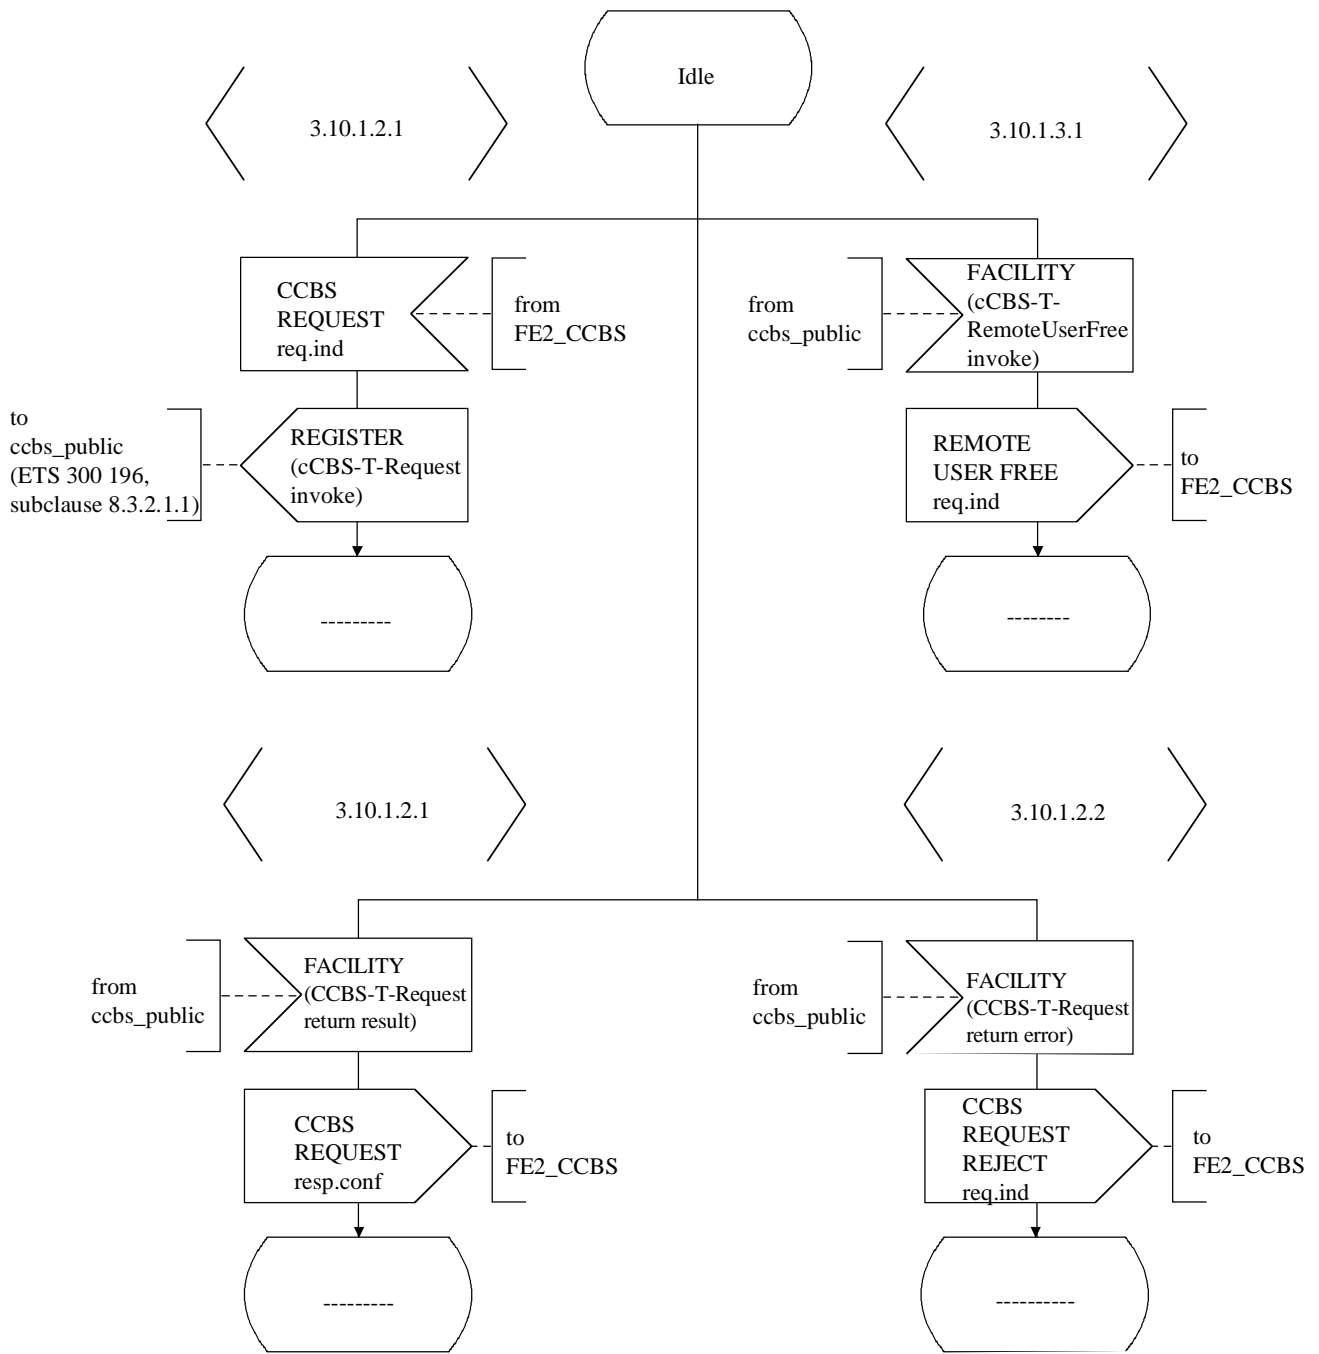 Idle
3.10.1.2.1
3.10.1.3.1
CCBS
REQUEST
req.ind
from
FE2_CCBS
from
ccbs_public
FACILITY
(cCBS-T-
RemoteUserFree
invoke)
to
ccbs_public
(ETS 300 196,
subclause 8.3.2.1.1)
REGISTER
(cCBS-T-Request
invoke)
REMOTE
USER FREE
req.ind
to
FE2_CCBS
---------
--------
3.10.1.2.1
3.10.1.2.2
from
ccbs_public
FACILITY
(CCBS-T-Request
return result)
from
ccbs_public
FACILITY
(CCBS-T-Request
return error)
CCBS
REQUEST
resp.conf
to
FE2_CCBS
CCBS
REQUEST
REJECT
req.ind
to
FE2_CCBS
---------
----------